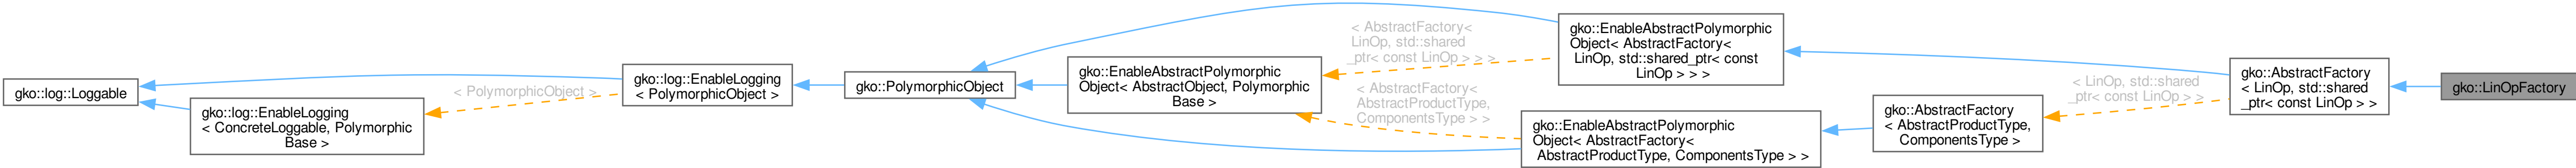 gko::log::Loggable
gko::log::EnableLogging
< ConcreteLoggable, Polymorphic
Base >
< PolymorphicObject >
gko::log::EnableLogging
< PolymorphicObject >
gko::PolymorphicObject
gko::EnableAbstractPolymorphic
Object< AbstractObject, Polymorphic
Base >
< AbstractFactory<
LinOp, std::shared
_ptr< const LinOp > > >
< AbstractFactory<
AbstractProductType,
ComponentsType > >
gko::EnableAbstractPolymorphic
Object< AbstractFactory<
LinOp, std::shared_ptr< const
LinOp > > >
gko::EnableAbstractPolymorphic
Object< AbstractFactory<
AbstractProductType, ComponentsType > >
gko::AbstractFactory
< AbstractProductType,
ComponentsType >
< LinOp, std::shared
_ptr< const LinOp > >
gko::AbstractFactory
< LinOp, std::shared
_ptr< const LinOp > >
gko::LinOpFactory